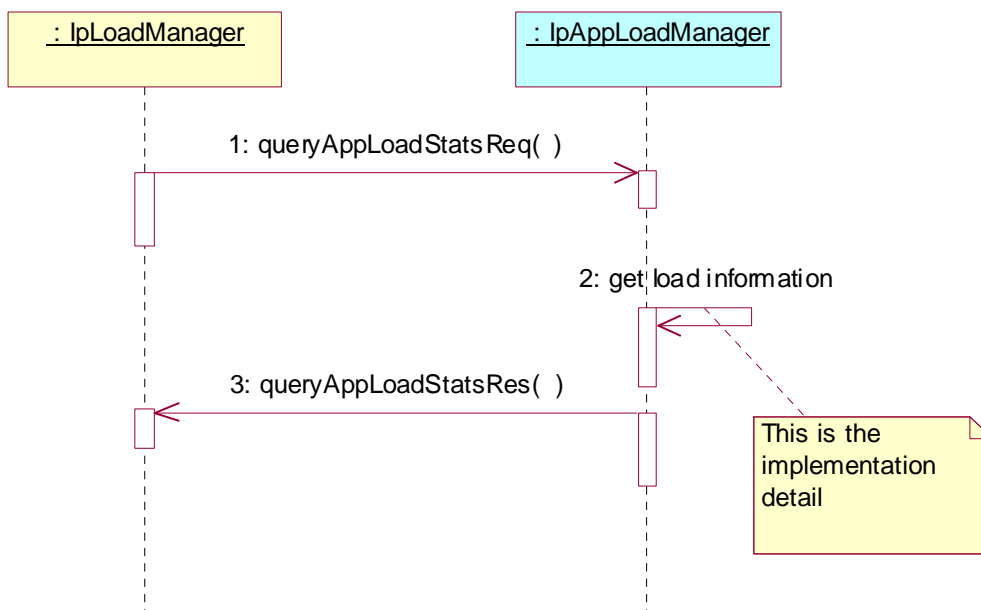 : IpLoadManager
: IpAppLoadManager
1: queryAppLoadStatsReq( )
2: get load information
3: queryAppLoadStatsRes( )
This is the
implementation
detail